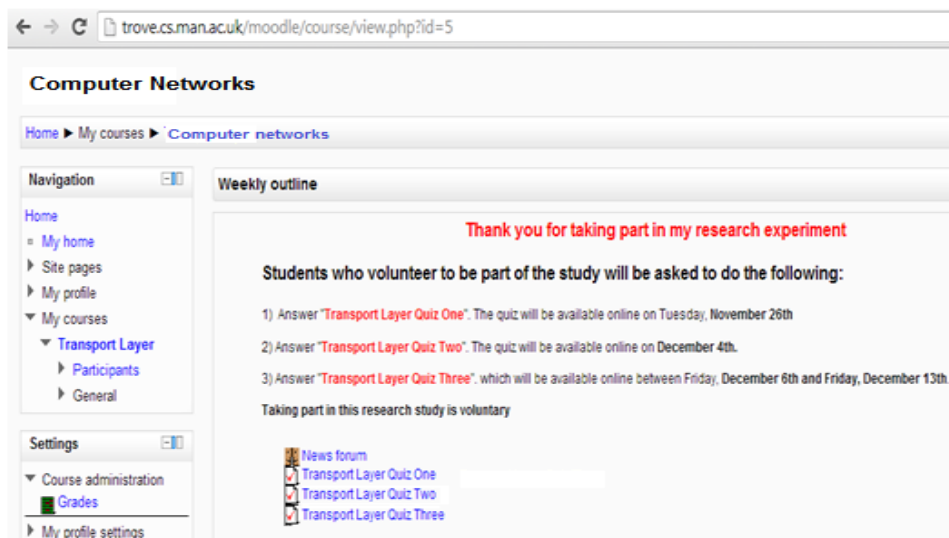 trove.cs.man.ac.uk/moodle/course/view.php?id=5
Computer Networks
Home ► My courses ► Computer networks
Navigation
Home
My home
Site pages
My profile
My courses
Transport Layer
Participants
General
Settings
Course administration
Grades
My profile settings
Weekly outline
Thank you for taking part in my research experiment
Students who volunteer to be part of the study will be asked to do the following:
1) Answer "Transport Layer Quiz One". The quiz will be available online on Tuesday, November 26th
2) Answer "Transport Layer Quiz Two". The quiz will be available online on December 4th.
3) Answer "Transport Layer Quiz Three". which will be available online between Friday, December 6th and Friday, December 13th.
Taking part in this research study is voluntary
News forum
Transport Layer Quiz One
Transport Layer Quiz Two
Transport Layer Quiz Three